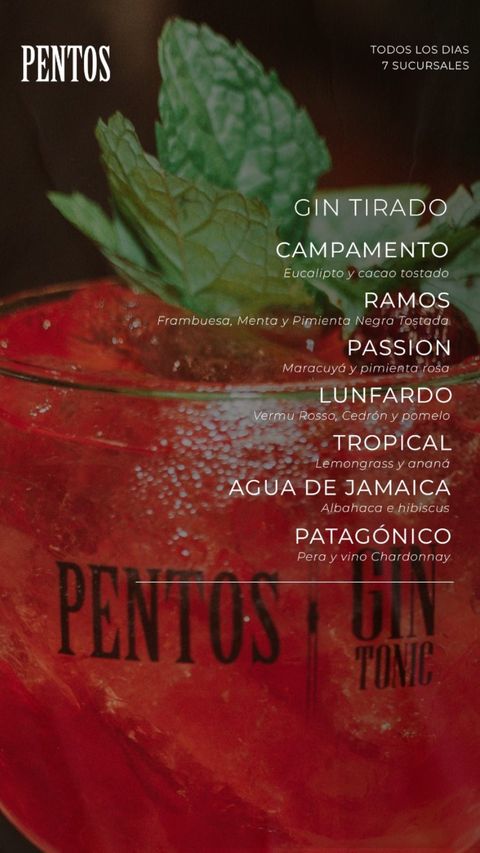 PENTOS
TODOS LOS DIAS
7 SUCURSALES
GIN TIRADO
CAMPAMENTO
Eucalipto y cacao tostado
RAMOS
Frambuesa, Menta y Pimienta Negra Tostada
PASSION
Maracuyá y pimienta rosa
LUNFARDO
Vermu Rosso, Cedrón y pomelo
TROPICAL
Lemongrass y ananá
AGUA DE JAMAICA
Albahaca e hibiscus
PATAGÓNICO
Pera y vino Chardonnay
PENTOS
GIN
TONIC